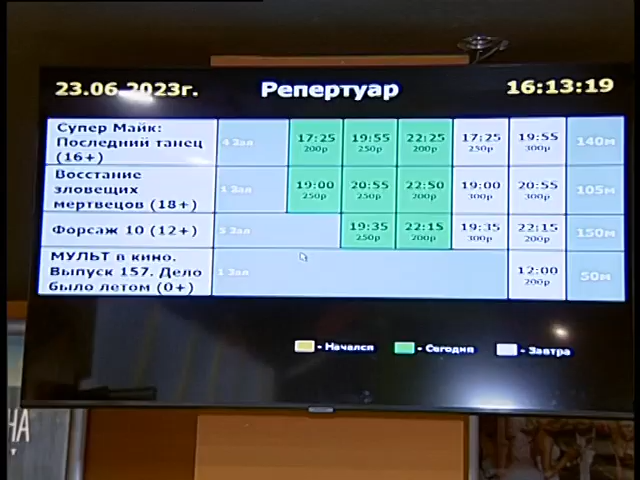 23.06.2023г. Репертуар 16:13:19
Супер Майк:
Последний танец
(16+)
4 Зал 17:25 19:55 22:25 17:25 19:55 140м
200р 250р 200р 250р 300р
Восстание
зловещих
мертвецов (18+)
1 Зал 19:00 20:55 22:50 19:00 20:55 105м
250р 250р 200р 300р 300р
Форсаж 10 (12+) 19:35 22:15 19:35 22:15 150м
Зал 250р 200р 300р 200р
МУЛЬТ в кино.
Выпуск 157. Дело
было летом (0+)
1 Зал 12:00 50м
200р
- Начался - Сегодня - Завтра
НА